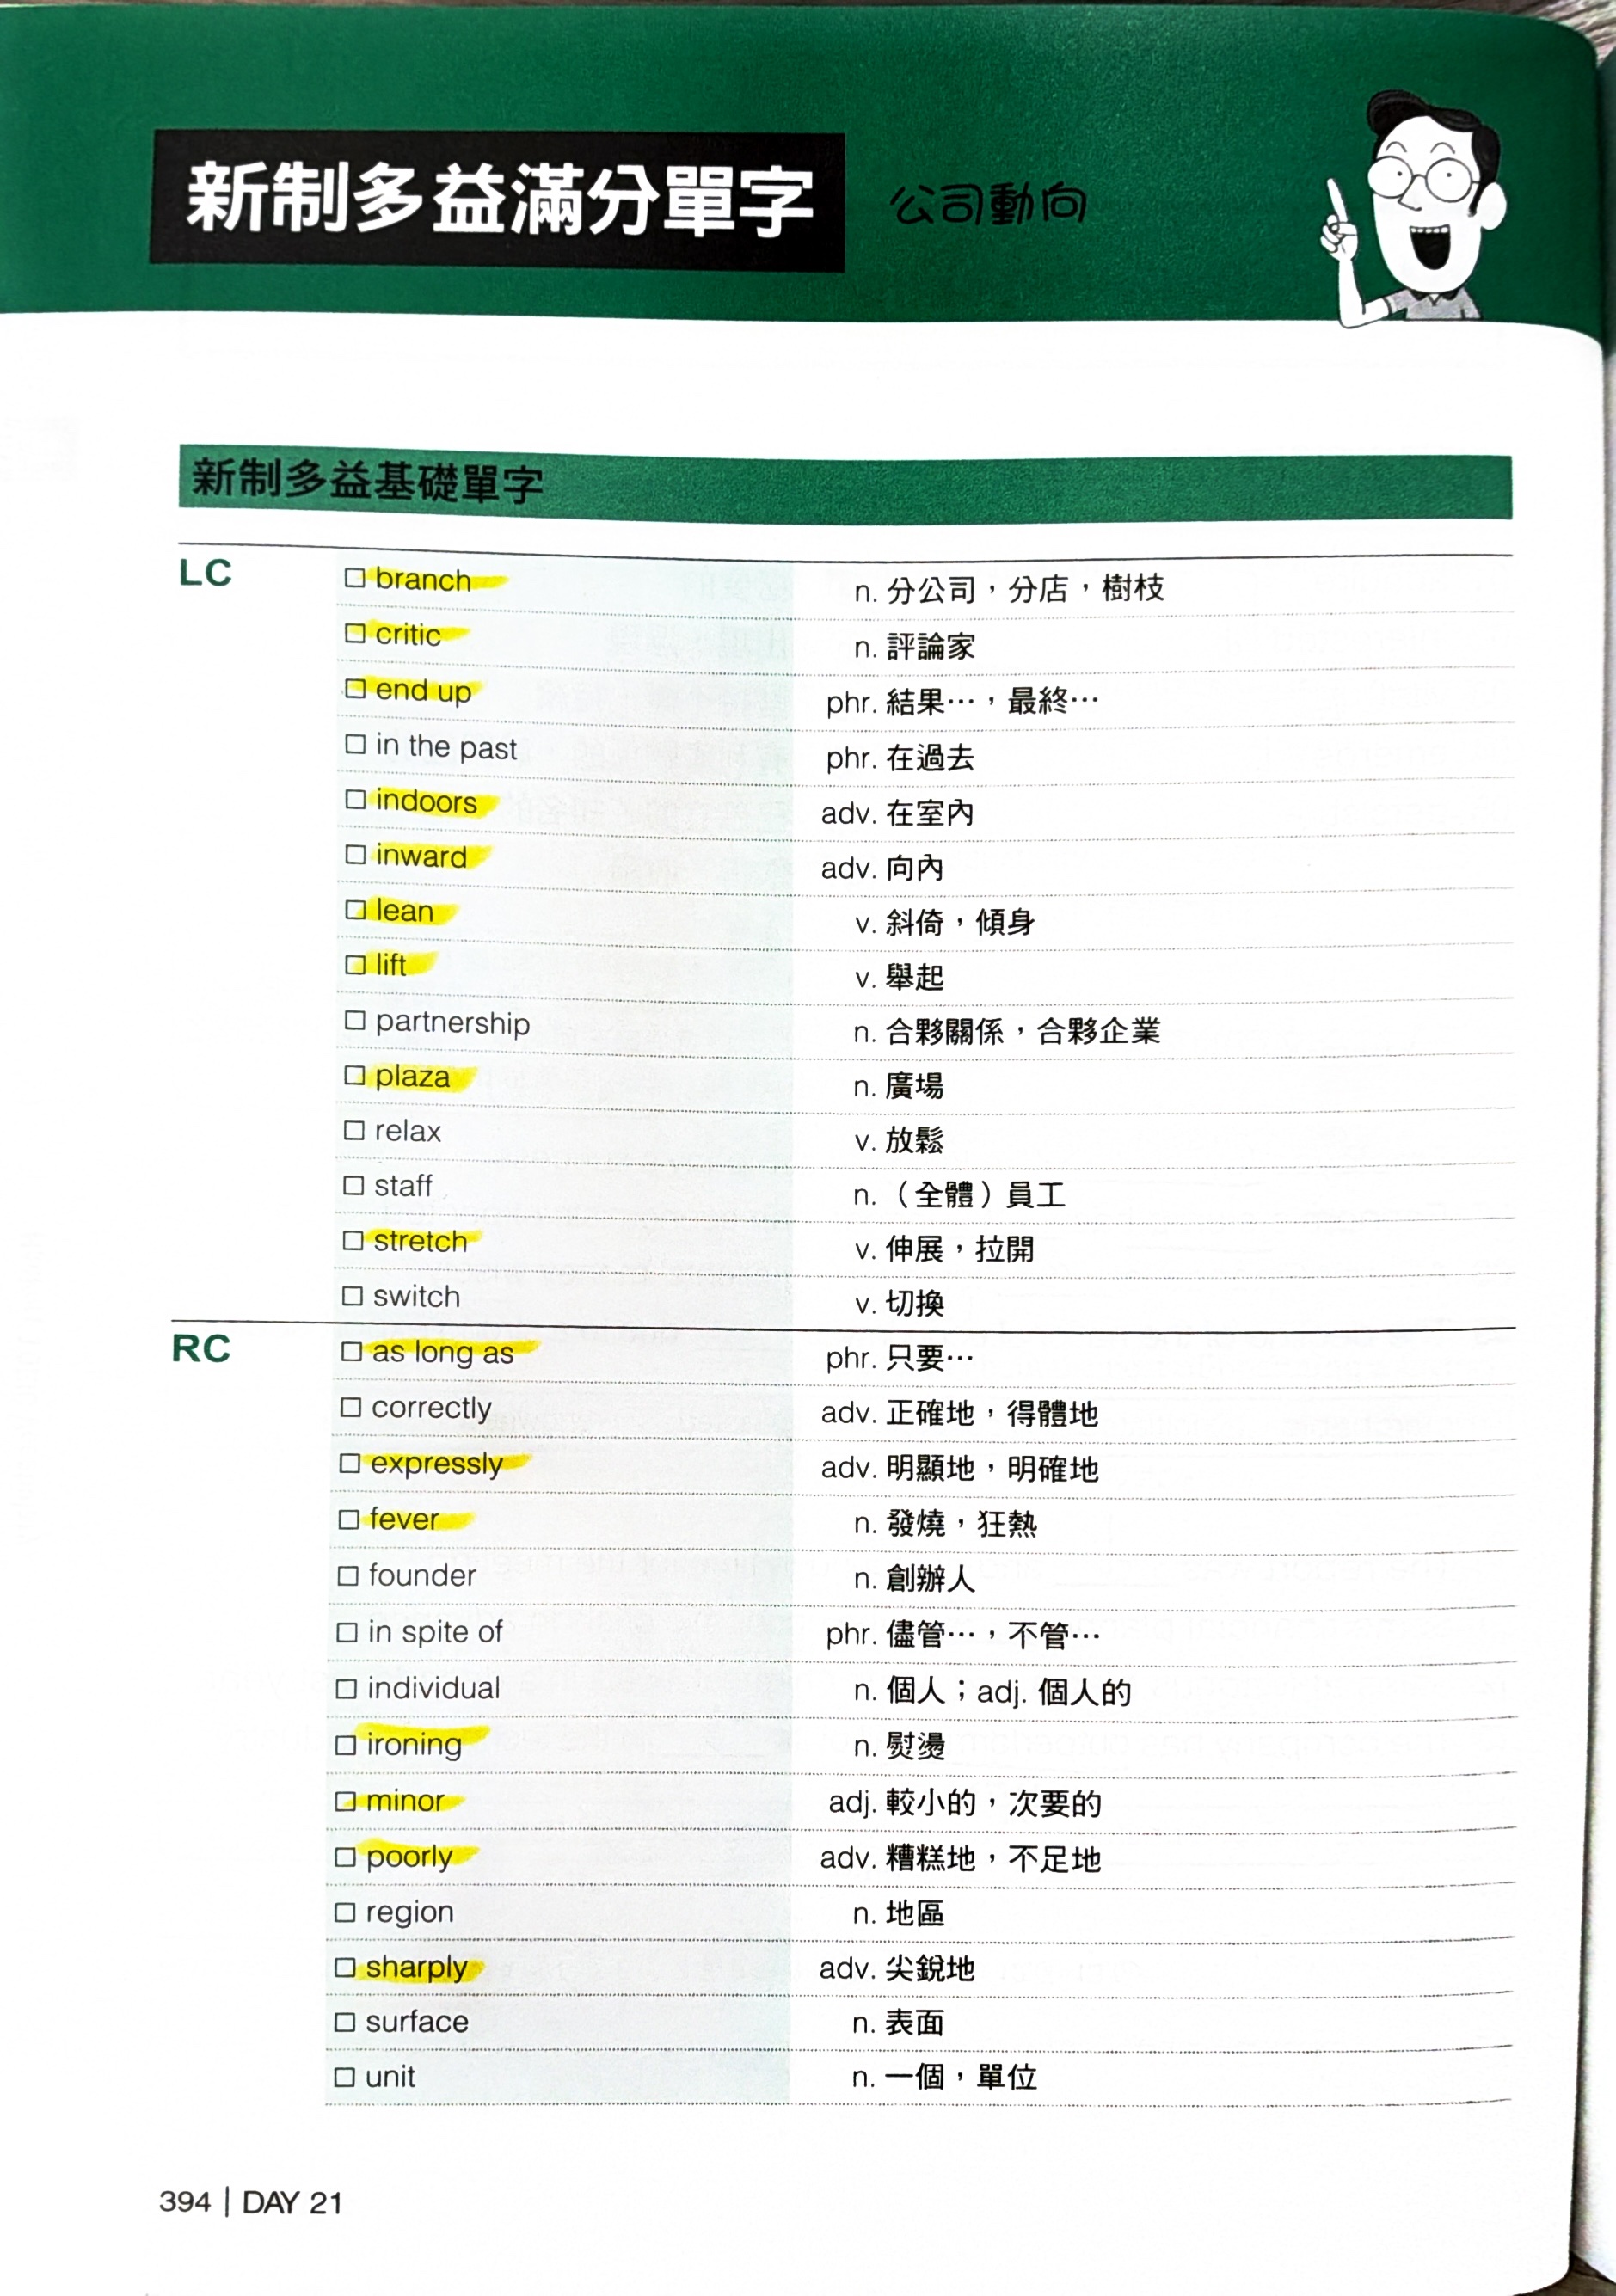 新制多益滿分單字 公司動向
新制多益基礎單字
LC
□ branch n. 分公司，分店，樹枝
□ critic n. 評論家
□ end up phr. 結果…，最終…
□ in the past phr. 在過去
□ indoors adv. 在室內
□ inward adv. 向內
□ lean v. 斜倚，傾身
□ lift v. 舉起
□ partnership n. 合夥關係，合夥企業
□ plaza n. 廣場
□ relax v. 放鬆
□ staff n.（全體）員工
□ stretch v. 伸展，拉開
□ switch v. 切換
RC
□ as long as phr. 只要…
□ correctly adv. 正確地，得體地
□ expressly adv. 明顯地，明確地
□ fever n. 發燒，狂熱
□ founder n. 創辦人
□ in spite of phr. 儘管…，不管…
□ individual n. 個人；adj. 個人的
□ ironing n. 熨燙
□ minor adj. 較小的，次要的
□ poorly adv. 糟糕地，不足地
□ region n. 地區
□ sharply adv. 尖銳地
□ surface n. 表面
□ unit n. 一個，單位
394 | DAY 21